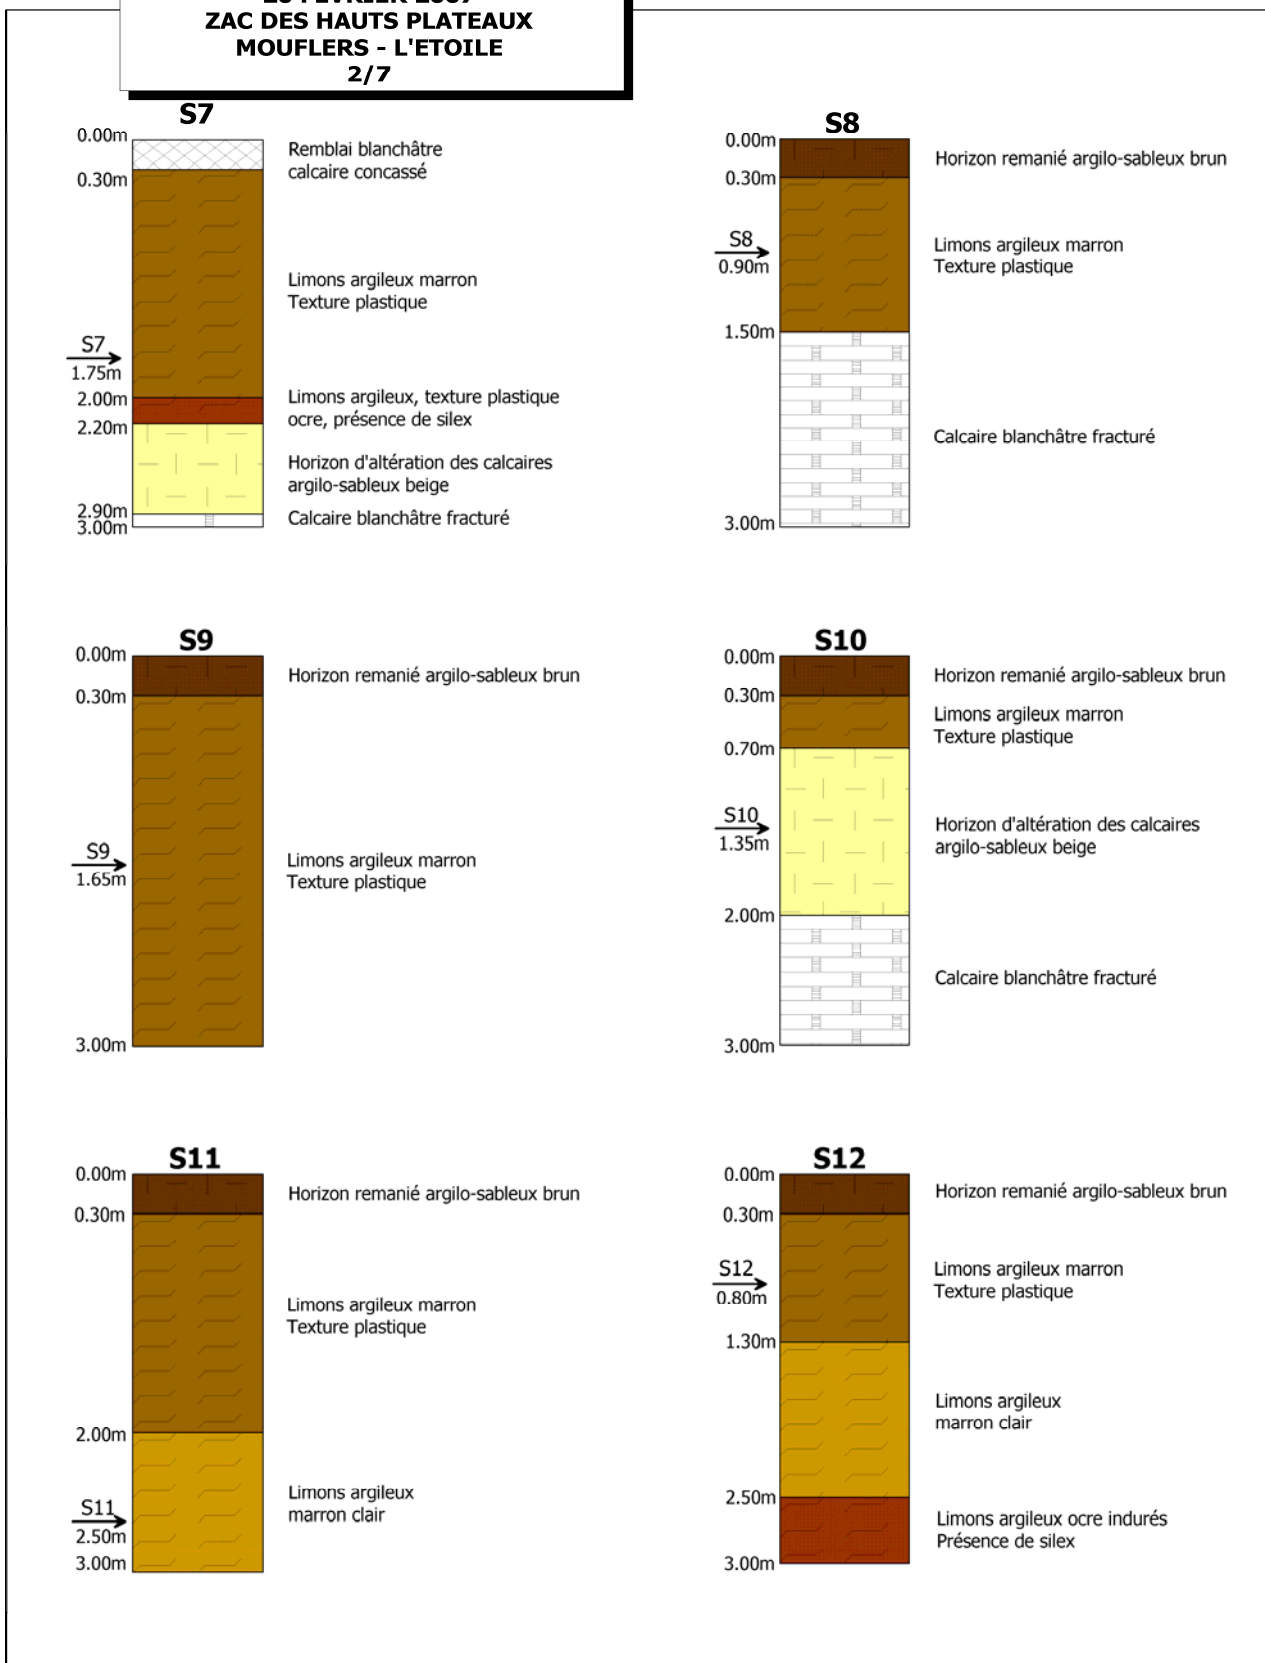 ZAC DES HAUTS PLATEAUX
MOUFLERS - L'ETOILE
2/7
S7
0.00m
Remblai blanchâtre
calcaire concassé
0.30m
Limons argileux marron
Texture plastique
S7
1.75m
2.00m
Limons argileux, texture plastique
ocre, présence de silex
2.20m
Horizon d'altération des calcaires
argilo-sableux beige
2.90m
Calcaire blanchâtre fracturé
3.00m
S8
0.00m
Horizon remanié argilo-sableux brun
0.30m
S8
0.90m
Limons argileux marron
Texture plastique
1.50m
Calcaire blanchâtre fracturé
3.00m
S9
0.00m
Horizon remanié argilo-sableux brun
0.30m
S9
1.65m
Limons argileux marron
Texture plastique
3.00m
S10
0.00m
Horizon remanié argilo-sableux brun
0.30m
Limons argileux marron
Texture plastique
0.70m
S10
1.35m
Horizon d'altération des calcaires
argilo-sableux beige
2.00m
Calcaire blanchâtre fracturé
3.00m
S11
0.00m
Horizon remanié argilo-sableux brun
0.30m
Limons argileux marron
Texture plastique
2.00m
Limons argileux
marron clair
S11
2.50m
3.00m
S12
0.00m
Horizon remanié argilo-sableux brun
0.30m
S12
0.80m
Limons argileux marron
Texture plastique
1.30m
Limons argileux
marron clair
2.50m
Limons argileux ocre indurés
Présence de silex
3.00m